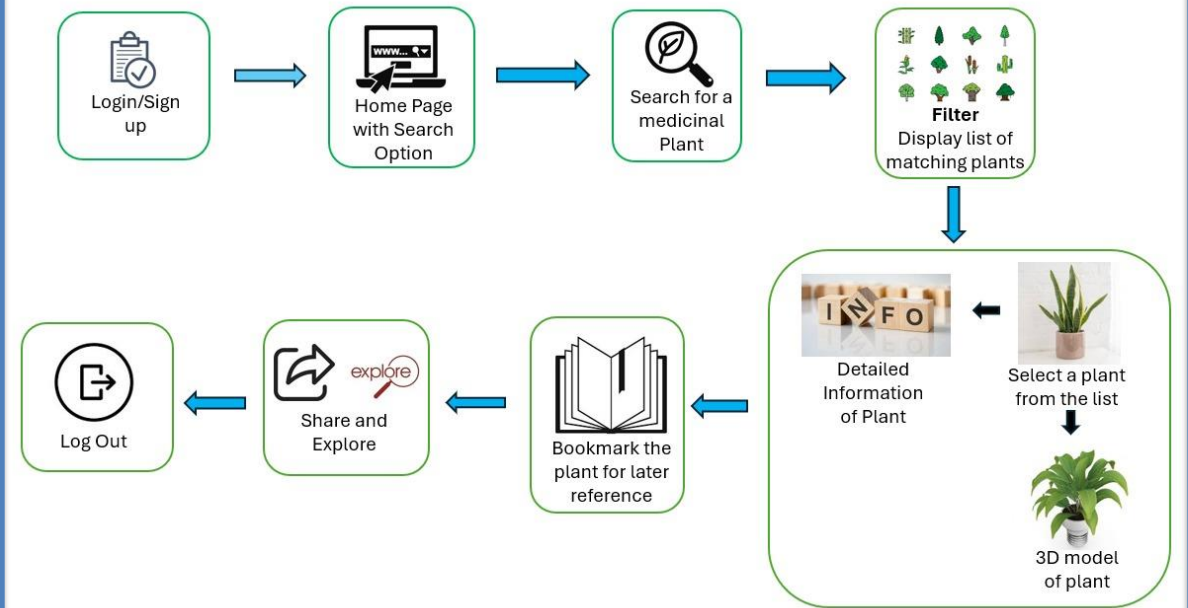 Login/Sign
up
www...
Home Page
with Search
Option
Search for a
medicinal
Plant
Filter
Display list of
matching plants
INFO
Detailed
Information
of Plant
Select a plant
from the list
3D model
of plant
Bookmark the
plant for later
reference
explore
Share and
Explore
Log Out